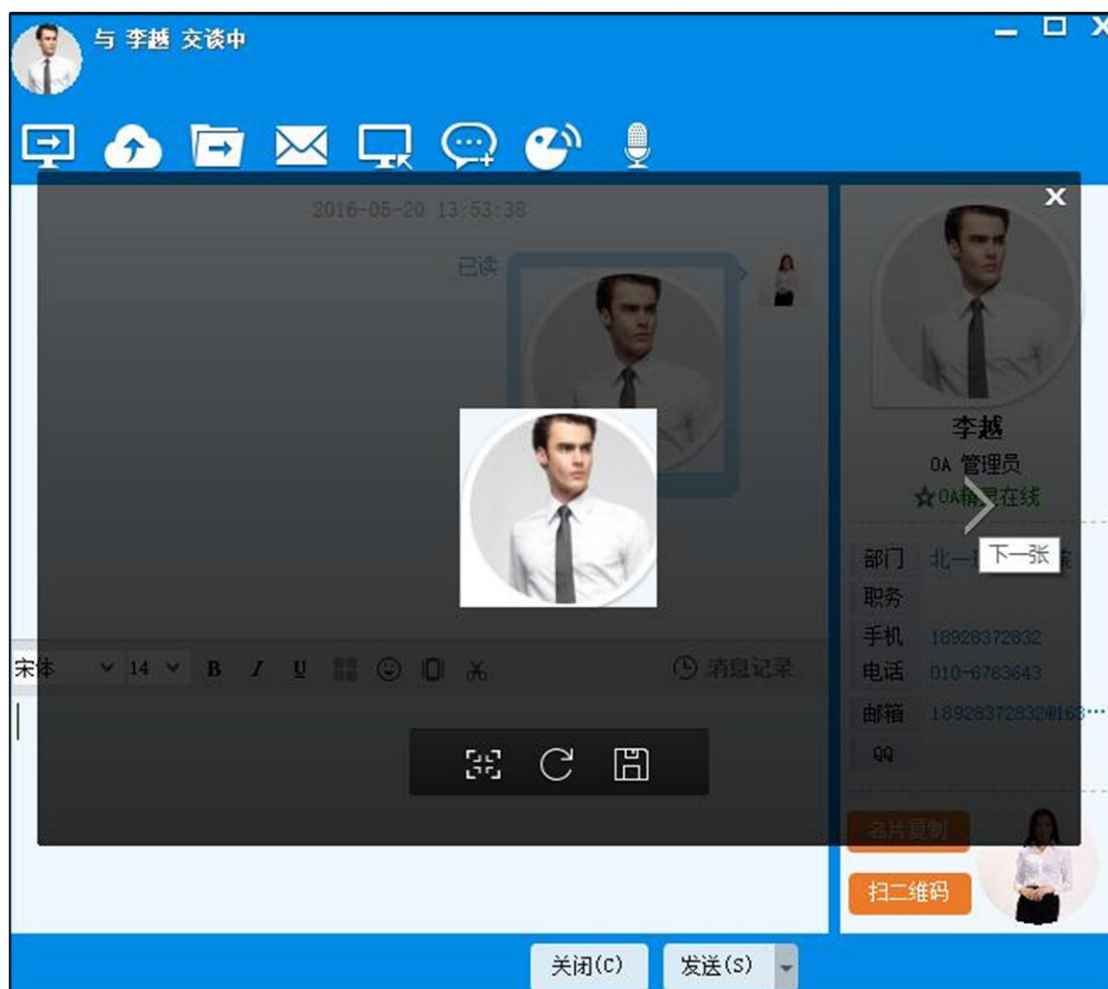 与 李越 交谈中
2016-05-20 13:53:38
已读
李越
OA 管理员
OA精灵在线
下一张
部门 北一
职务
手机 18928372832
电话 010-6763643
邮箱 18928372832@163…
QQ
宋体 14 B I U 消息记录
名片复制
扫二维码
关闭(C) 发送(S)